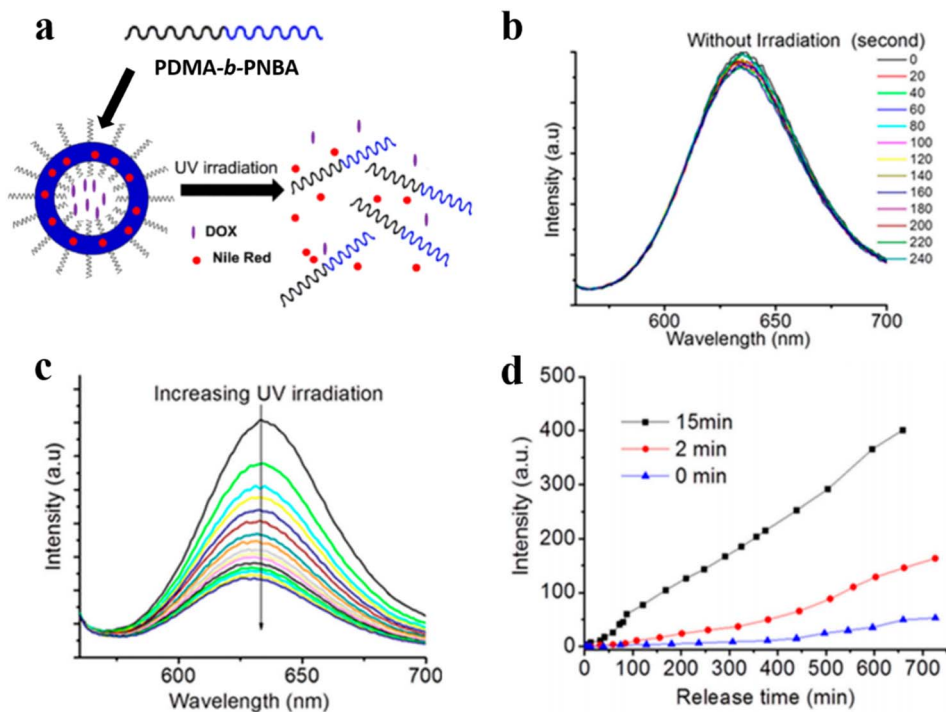 a
PDMA-b-PNBA
UV irradiation
DOX
Nile Red
b
Without Irradiation (second)
0
20
40
60
80
100
120
140
160
180
200
220
240
Intensity (a.u)
600
650
700
Wavelength (nm)
c
Increasing UV irradiation
Intensity (a.u)
600
650
700
Wavelength (nm)
d
500
400
300
200
100
0
15min
2 min
0 min
Intensity (a.u.)
0 100 200 300 400 500 600 700
Release time (min)